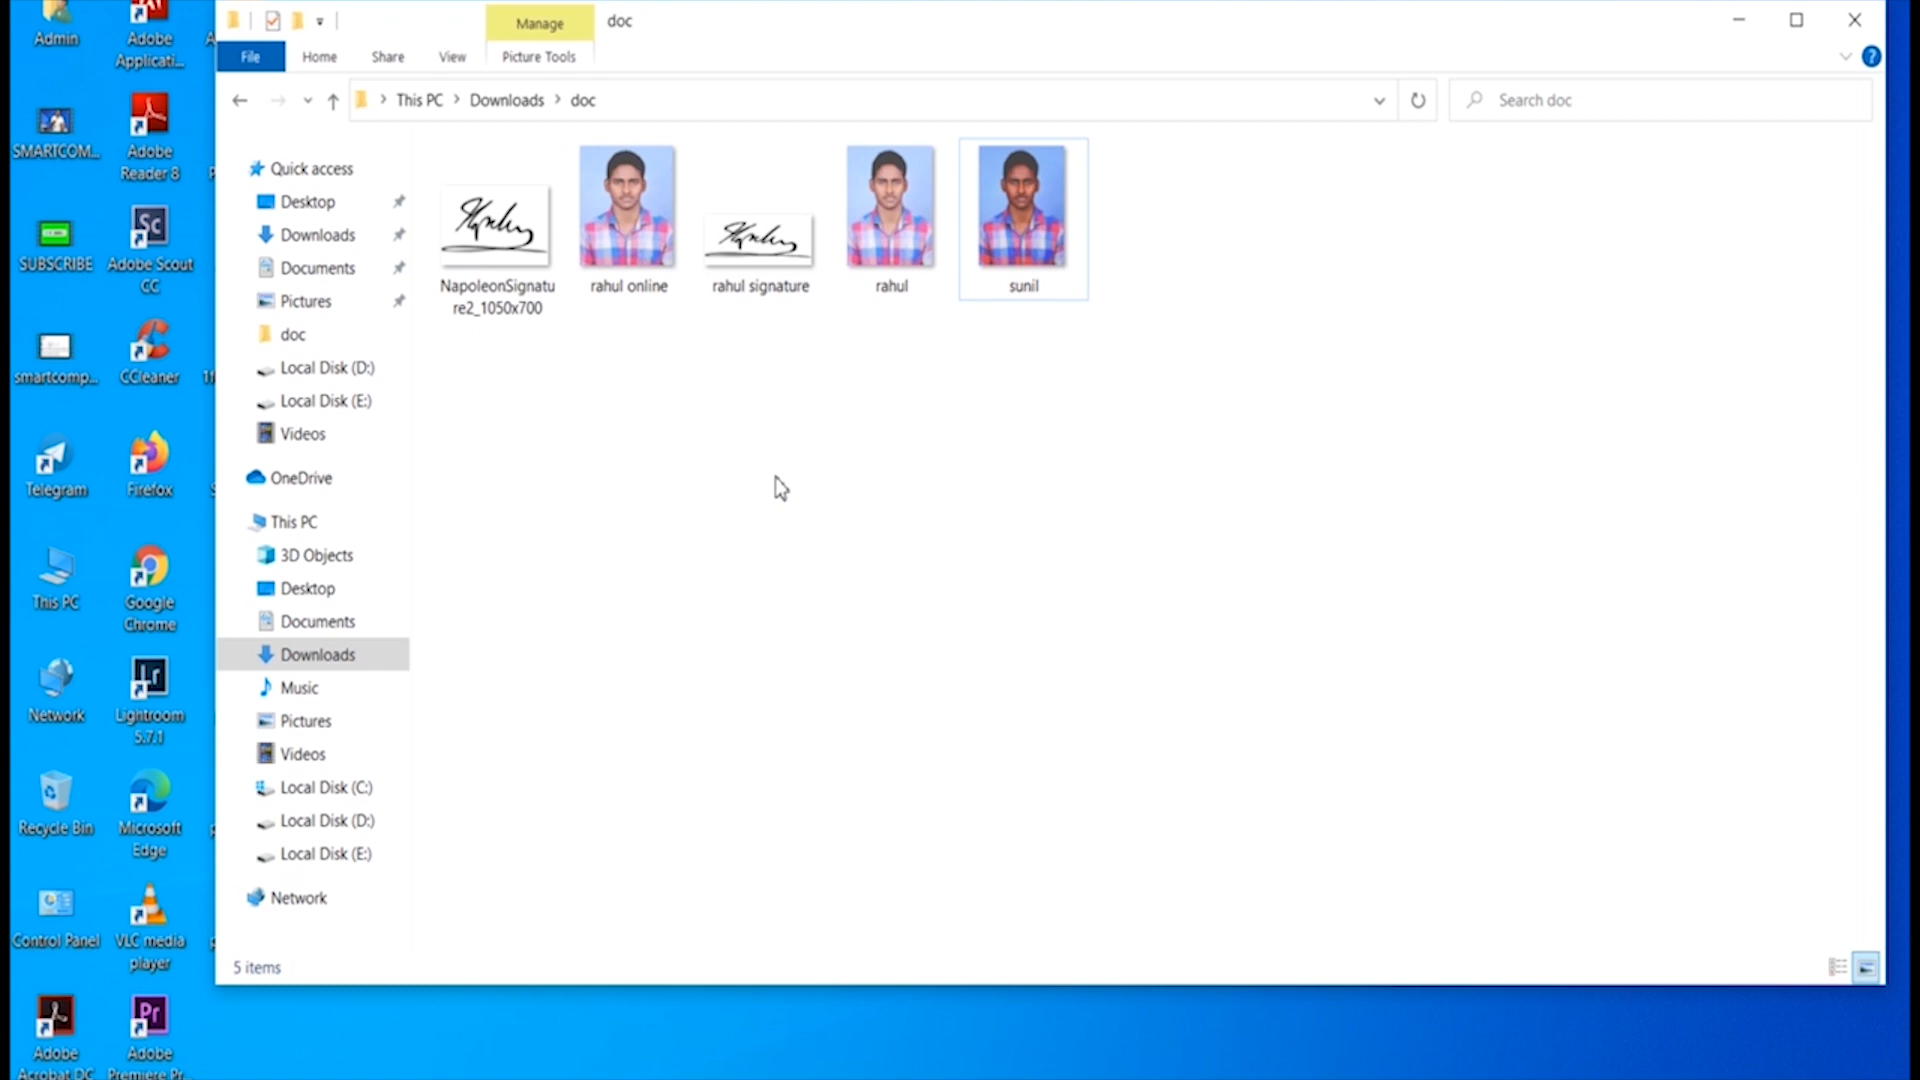 Admin
Adobe
Applicati...
SMARTCOM...
Adobe
Reader 8
SUBSCRIBE
Adobe Scout
CC
smartcomp...
CCleaner
Telegram
Firefox
This PC
Google
Chrome
Network
Lightroom
5.7.1
Recycle Bin
Microsoft
Edge
Control Panel
VLC media
player
Adobe
Acrobat DC
Adobe
Premiere Pr...
Manage
doc
File
Home
Share
View
Picture Tools
This PC
Downloads
doc
Search doc
Quick access
Desktop
Downloads
Documents
Pictures
doc
Local Disk (D:)
Local Disk (E:)
Videos
OneDrive
This PC
3D Objects
Desktop
Documents
Downloads
Music
Pictures
Videos
Local Disk (C:)
Local Disk (D:)
Local Disk (E:)
Network
NapoleonSignatu
re2_1050x700
rahul online
rahul signature
rahul
sunil
5 items